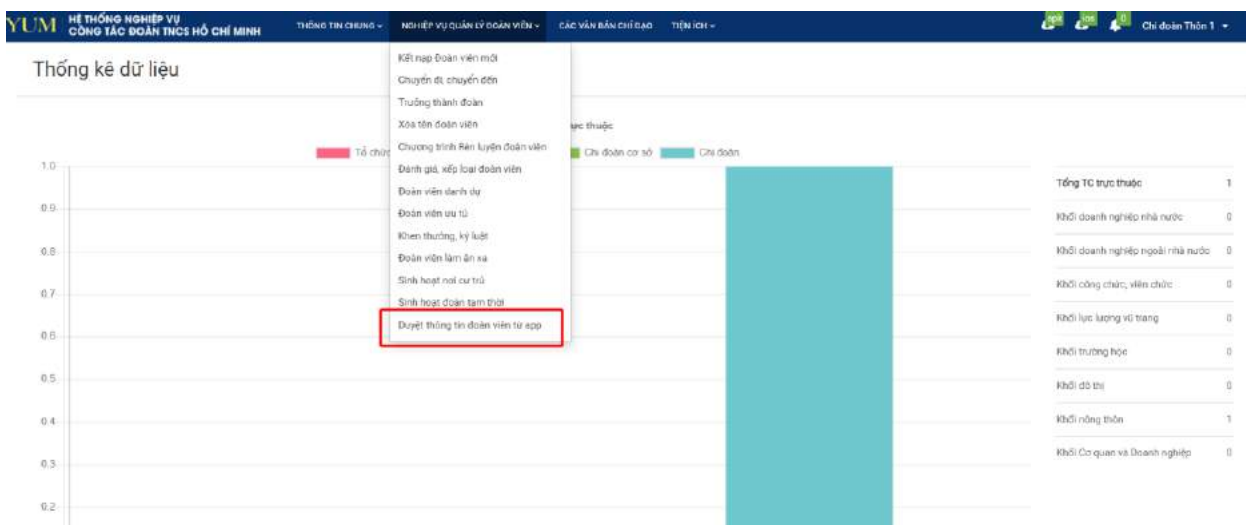 YUM HỆ THỐNG NGHIỆP VỤ
CÔNG TÁC ĐOÀN TNCS HỒ CHÍ MINH
THÔNG TIN CHUNG
NGHIỆP VỤ QUẢN LÝ ĐOÀN VIÊN
CÁC VĂN BẢN CHỈ ĐẠO
TIỆN ÍCH
apk
ios
0
Chi đoàn Thôn 1
Thống kê dữ liệu
Kết nạp Đoàn viên mới
Chuyển đi, chuyển đến
Trưởng thành đoàn
Xóa tên đoàn viên
Chương trình Rèn luyện đoàn viên
Đánh giá, xếp loại đoàn viên
Đoàn viên danh dự
Đoàn viên ưu tú
Khen thưởng, kỷ luật
Đoàn viên làm ăn xa
Sinh hoạt nơi cư trú
Sinh hoạt đoàn tạm thời
Duyệt thông tin đoàn viên từ app
thuộc
Tổ chức
Chi đoàn cơ sở
Chi đoàn
1.0
0.9
0.8
0.7
0.6
0.5
0.4
0.3
0.2
Tổng TC trực thuộc 1
Khối doanh nghiệp nhà nước 0
Khối doanh nghiệp ngoài nhà nước 0
Khối công chức, viên chức 0
Khối lực lượng vũ trang 0
Khối trường học 0
Khối đô thị 0
Khối nông thôn 1
Khối Cơ quan và Doanh nghiệp 0